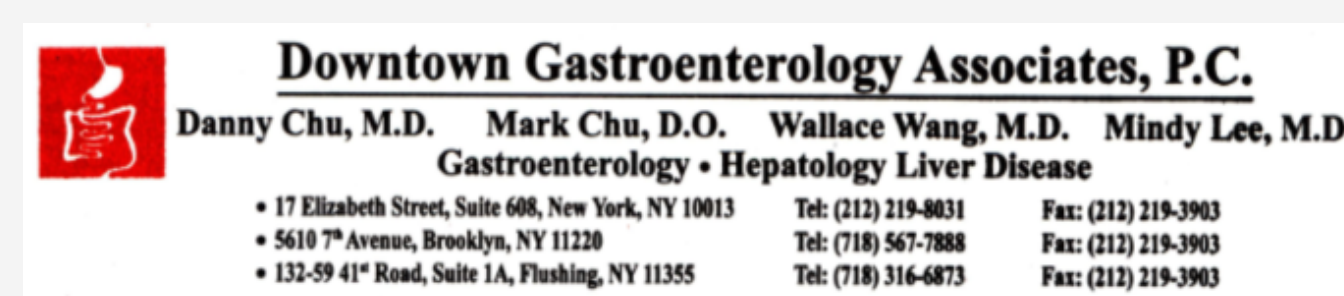 Downtown Gastroenterology Associates, P.C.
Danny Chu, M.D. Mark Chu, D.O. Wallace Wang, M.D. Mindy Lee, M.D
Gastroenterology • Hepatology Liver Disease
• 17 Elizabeth Street, Suite 608, New York, NY 10013 Tel: (212) 219-8031 Fax: (212) 219-3903
• 5610 7th Avenue, Brooklyn, NY 11220 Tel: (718) 567-7888 Fax: (212) 219-3903
• 132-59 41st Road, Suite 1A, Flushing, NY 11355 Tel: (718) 316-6873 Fax: (212) 219-3903